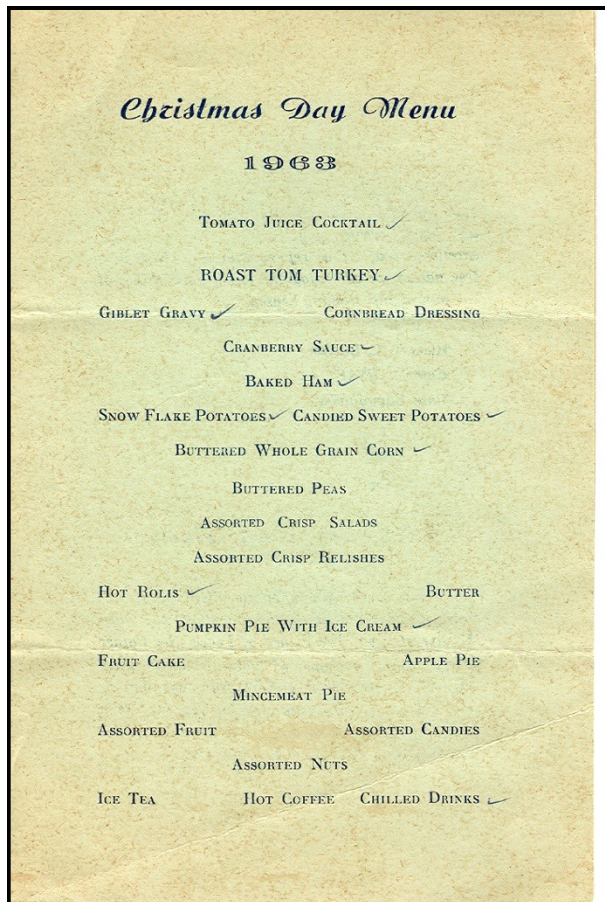 Christmas Day Menu
1963
TOMATO JUICE COCKTAIL
ROAST TOM TURKEY
GIBLET GRAVY CORNBREAD DRESSING
CRANBERRY SAUCE
BAKED HAM
SNOW FLAKE POTATOES CANDIED SWEET POTATOES
BUTTERED WHOLE GRAIN CORN
BUTTERED PEAS
ASSORTED CRISP SALADS
ASSORTED CRISP RELISHES
HOT ROLIS BUTTER
PUMPKIN PIE WITH ICE CREAM
FRUIT CAKE APPLE PIE
MINCEMEAT PIE
ASSORTED FRUIT ASSORTED CANDIES
ASSORTED NUTS
ICE TEA HOT COFFEE CHILLED DRINKS